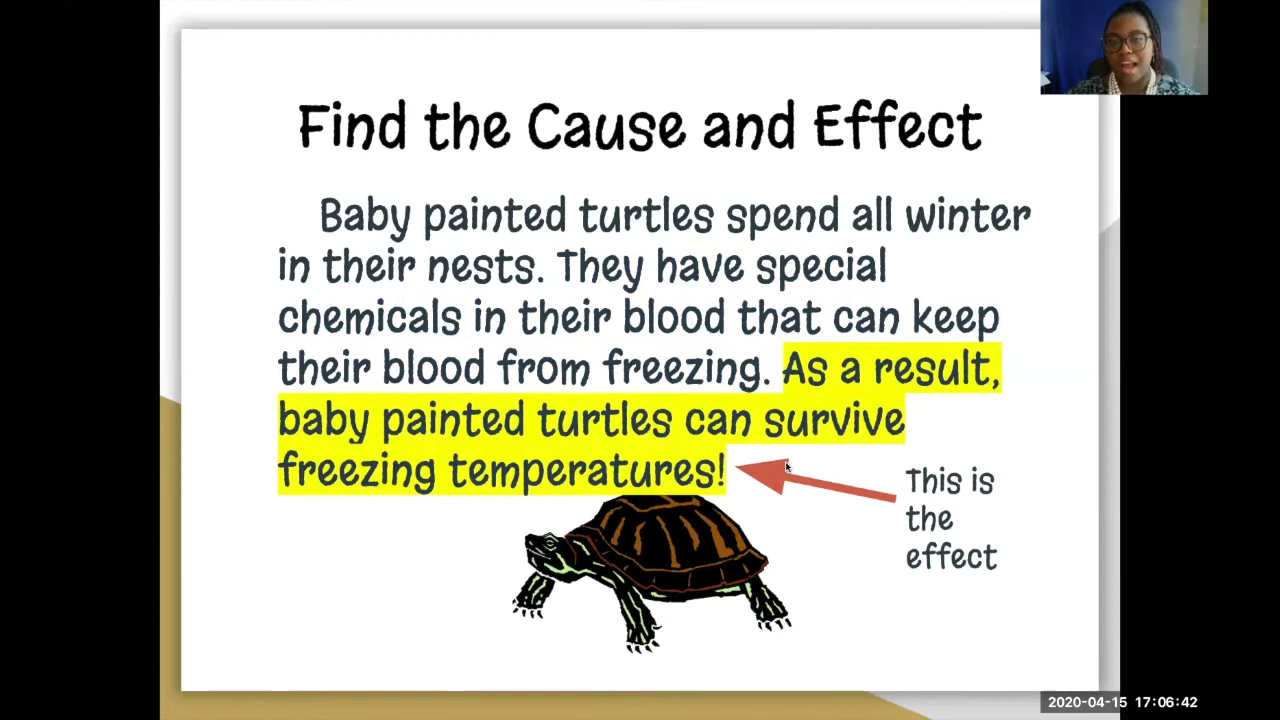 Find the Cause and Effect
Baby painted turtles spend all winter
in their nests. They have special
chemicals in their blood that can keep
their blood from freezing. As a result,
baby painted turtles can survive
freezing temperatures!
This is
the
effect
2020-04-15 17:06:42